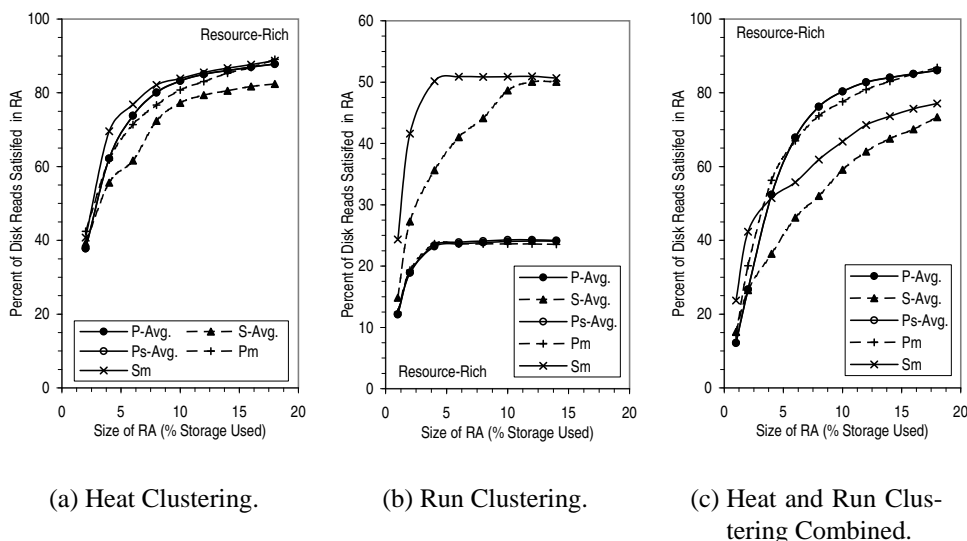 100
80
60
40
20
0
Percent of Disk Reads Satisifed in RA
Resource-Rich
P-Avg.
S-Avg.
Ps-Avg.
Pm
Sm
0 5 10 15 20
Size of RA (% Storage Used)
(a) Heat Clustering.
60
50
40
30
20
10
0
Percent of Disk Reads Satisfied in RA
P-Avg.
S-Avg.
Ps-Avg.
Pm
Sm
Resource-Rich
0 5 10 15 20
Size of RA (% Storage Used)
(b) Run Clustering.
100
80
60
40
20
0
Percent of Disk Reads Satisfied in RA
Resource-Rich
P-Avg.
S-Avg.
Ps-Avg.
Pm
Sm
0 5 10 15 20
Size of RA (% Storage Used)
(c) Heat and Run Clus-
tering Combined.